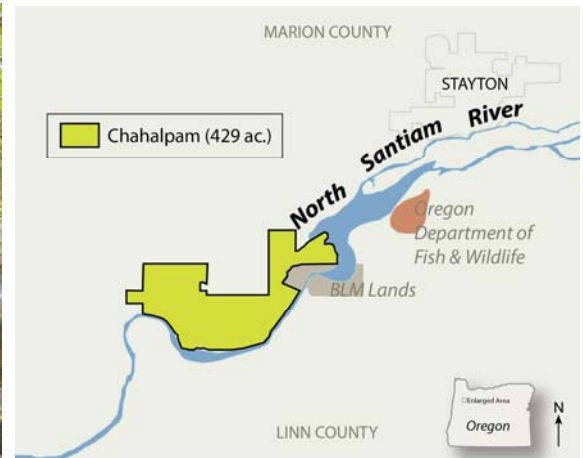 MARION COUNTY
STAYTON
Chahalpam (429 ac.)
North Santiam River
Oregon
Department of
Fish & Wildlife
BLM Lands
Enlarged Area
Oregon
N
LINN COUNTY